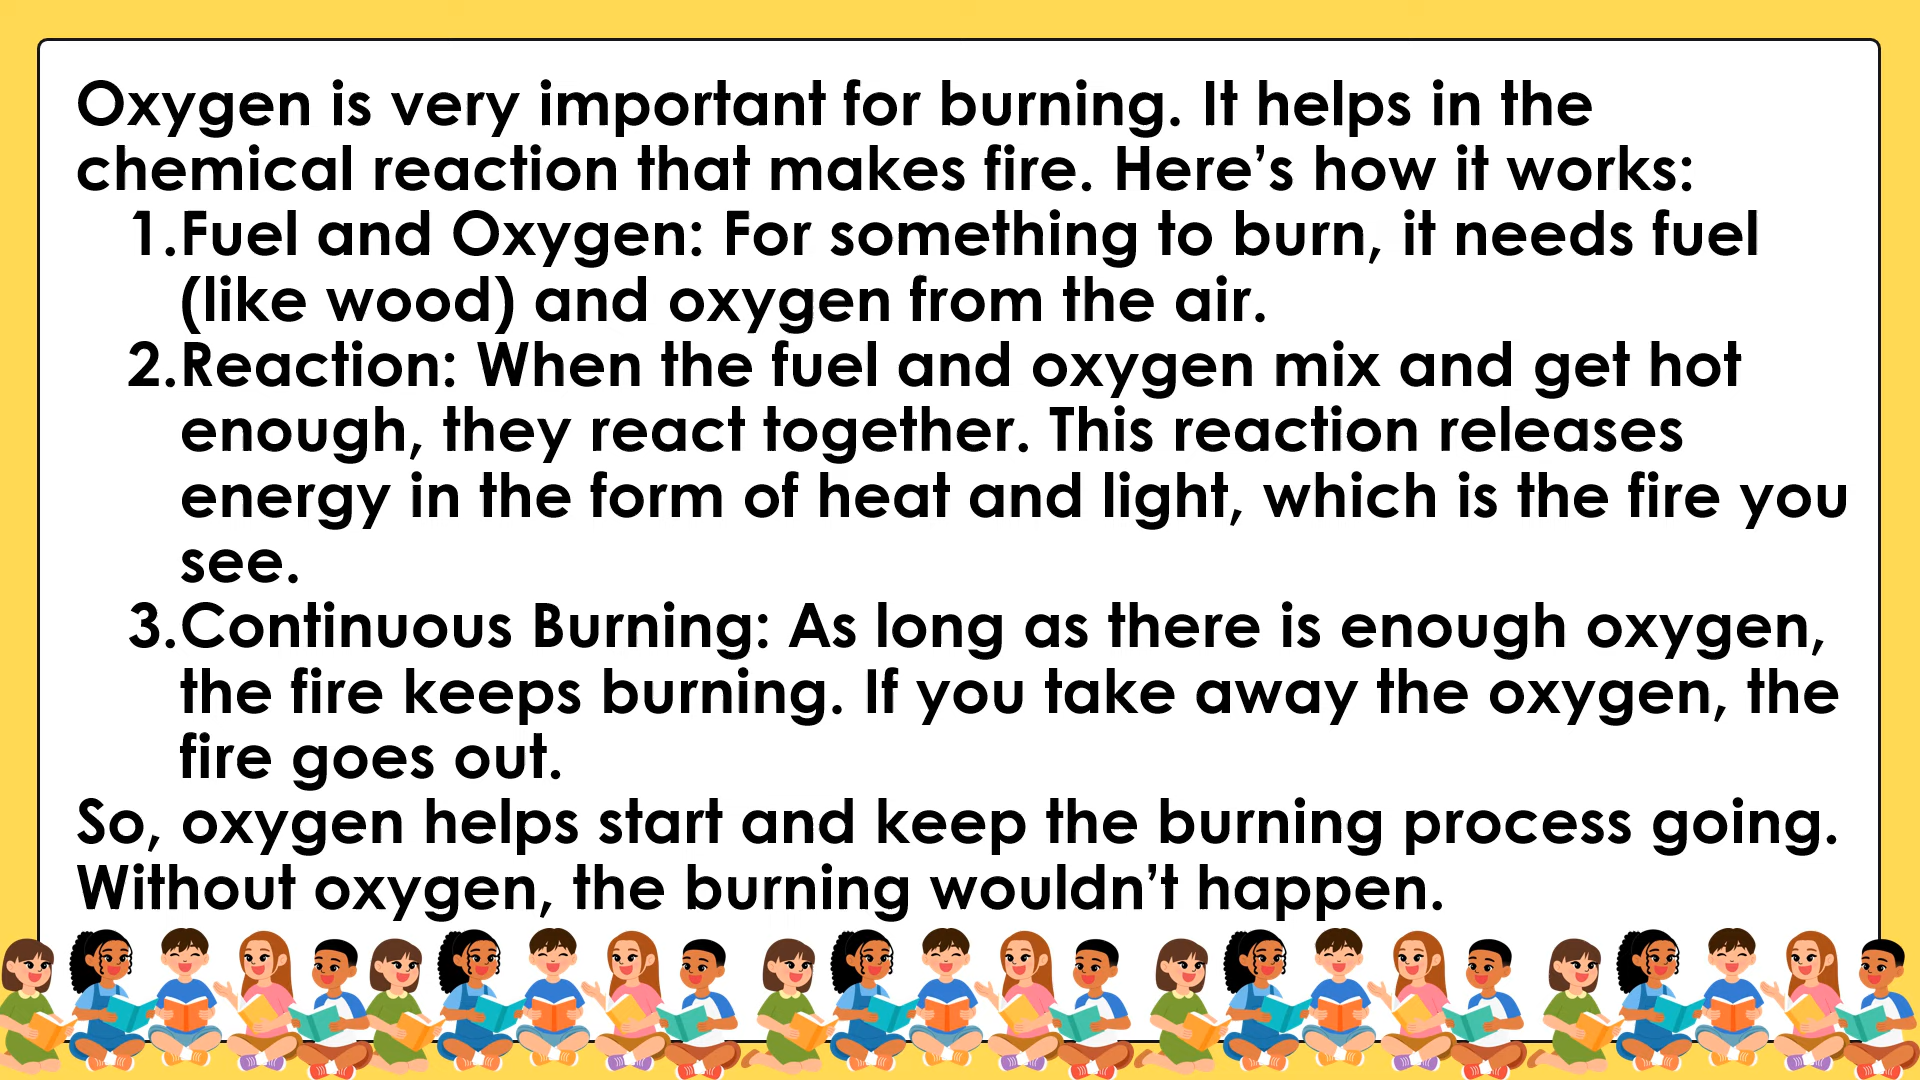 Oxygen is very important for burning. It helps in the
chemical reaction that makes fire. Here’s how it works:
1.Fuel and Oxygen: For something to burn, it needs fuel
(like wood) and oxygen from the air.
2.Reaction: When the fuel and oxygen mix and get hot
enough, they react together. This reaction releases
energy in the form of heat and light, which is the fire you
see.
3.Continuous Burning: As long as there is enough oxygen,
the fire keeps burning. If you take away the oxygen, the
fire goes out.
So, oxygen helps start and keep the burning process going.
Without oxygen, the burning wouldn’t happen.